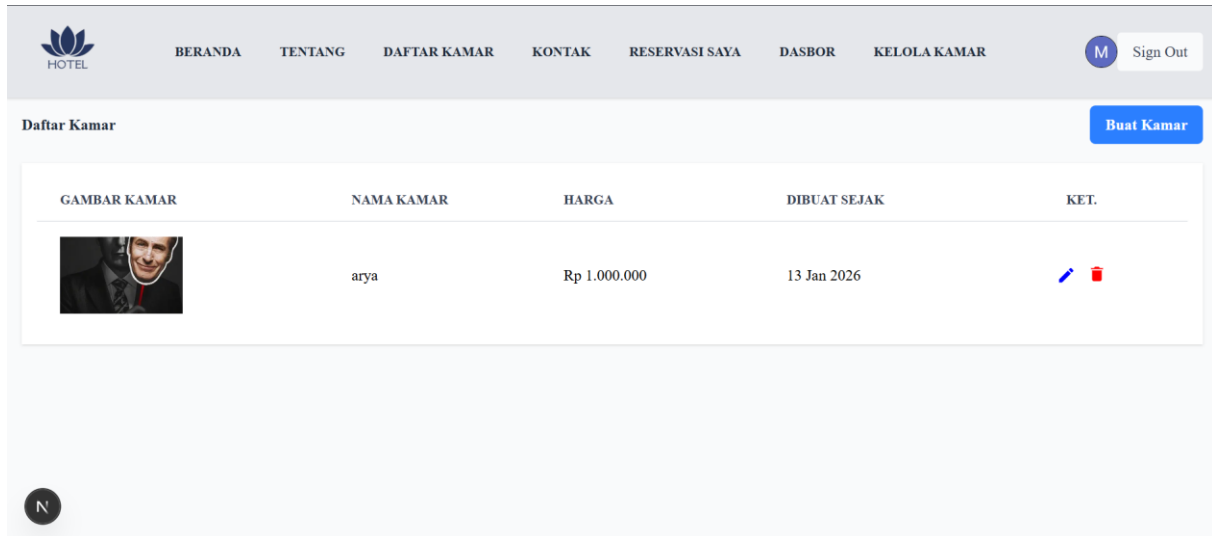 HOTEL
BERANDA TENTANG DAFTAR KAMAR KONTAK RESERVASI SAYA DASBOR KELOLA KAMAR M Sign Out
Daftar Kamar Buat Kamar
GAMBAR KAMAR NAMA KAMAR HARGA DIBUAT SEJAK KET.
arya Rp 1.000.000 13 Jan 2026
N